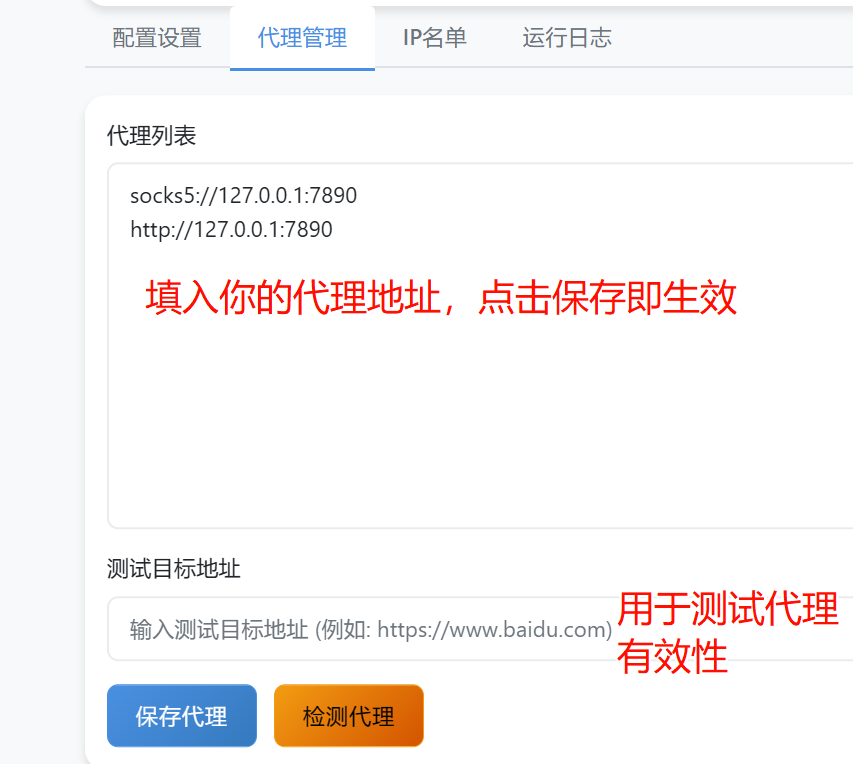 配置设置 代理管理 IP名单 运行日志
代理列表
socks5://127.0.0.1:7890
http://127.0.0.1:7890
填入你的代理地址，点击保存即生效
测试目标地址
输入测试目标地址 (例如: https://www.baidu.com)
用于测试代理
有效性
保存代理 检测代理